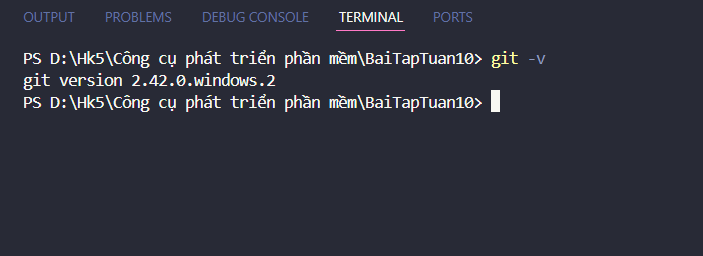 OUTPUT PROBLEMS DEBUG CONSOLE TERMINAL PORTS
PS D:\Hk5\Công cụ phát triển phần mềm\BaiTapTuan10> git -v
git version 2.42.0.windows.2
PS D:\Hk5\Công cụ phát triển phần mềm\BaiTapTuan10>